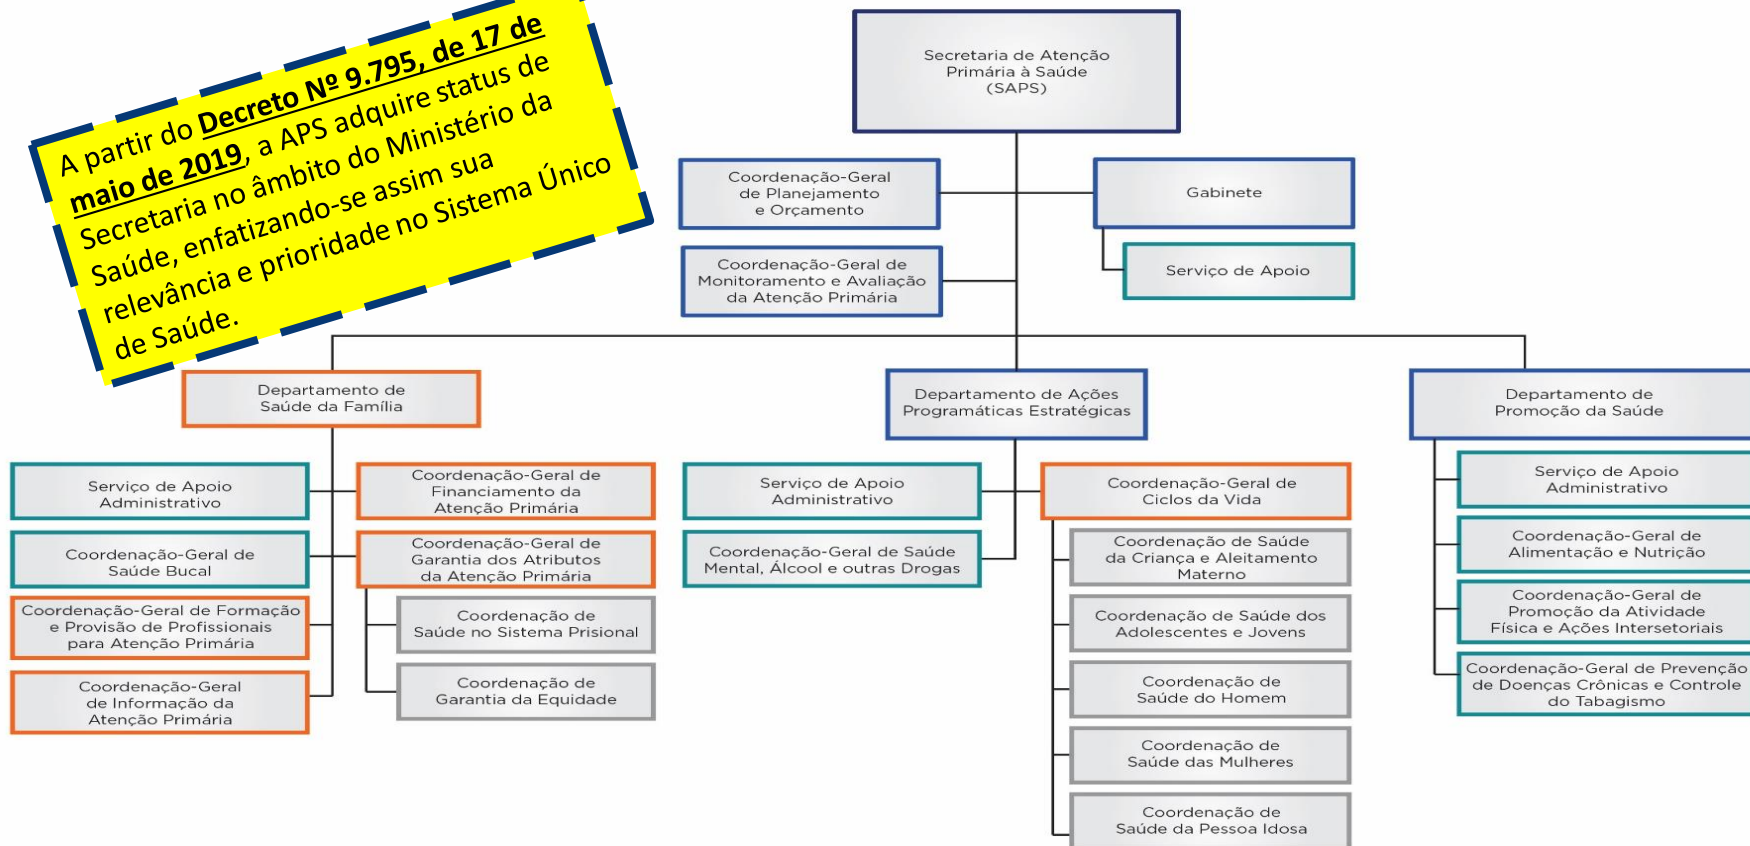 A partir do Decreto Nº 9.795, de 17 de
maio de 2019, a APS adquire status de
Secretaria no âmbito do Ministério da
Saúde, enfatizando-se assim sua
relevância e prioridade no Sistema Único
de Saúde.
Secretaria de Atenção
Primária à Saúde
(SAPS)
Coordenação-Geral
de Planejamento
e Orçamento
Gabinete
Coordenação-Geral de
Monitoramento e Avaliação
da Atenção Primária
Serviço de Apoio
Departamento de
Saúde da Família
Serviço de Apoio
Administrativo
Coordenação-Geral de
Financiamento da
Atenção Primária
Coordenação-Geral de
Saúde Bucal
Coordenação-Geral de
Garantia dos Atributos
da Atenção Primária
Coordenação-Geral de Formação
e Provisão de Profissionais
para Atenção Primária
Coordenação de
Saúde no Sistema Prisional
Coordenação-Geral
de Informação da
Atenção Primária
Coordenação de
Garantia da Equidade
Departamento de Ações
Programáticas Estratégicas
Serviço de Apoio
Administrativo
Coordenação-Geral de
Ciclos da Vida
Coordenação-Geral de Saúde
Mental, Álcool e outras Drogas
Coordenação de Saúde
da Criança e Aleitamento
Materno
Coordenação de Saúde dos
Adolescentes e Jovens
Coordenação de
Saúde do Homem
Coordenação de
Saúde das Mulheres
Coordenação de
Saúde da Pessoa Idosa
Departamento de
Promoção da Saúde
Serviço de Apoio
Administrativo
Coordenação-Geral de
Alimentação e Nutrição
Coordenação-Geral de
Promoção da Atividade
Física e Ações Intersetoriais
Coordenação-Geral de Prevenção
de Doenças Crônicas e Controle
do Tabagismo